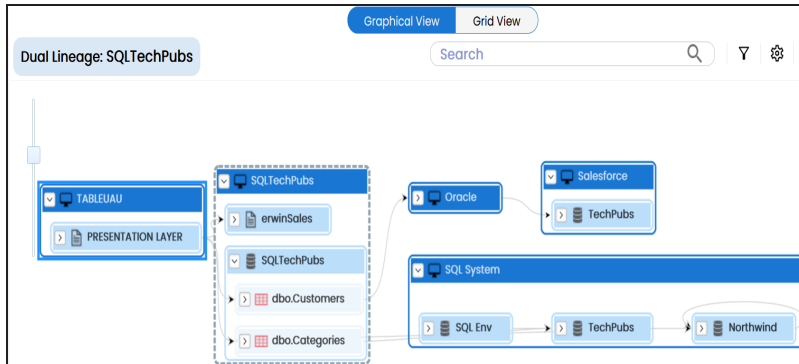 Graphical View
Grid View
Dual Lineage: SQLTechPubs
Search
TABLEUAU
PRESENTATION LAYER
SQLTechPubs
erwinSales
SQLTechPubs
dbo.Customers
dbo.Categories
Oracle
Salesforce
TechPubs
SQL System
SQL Env
TechPubs
Northwind